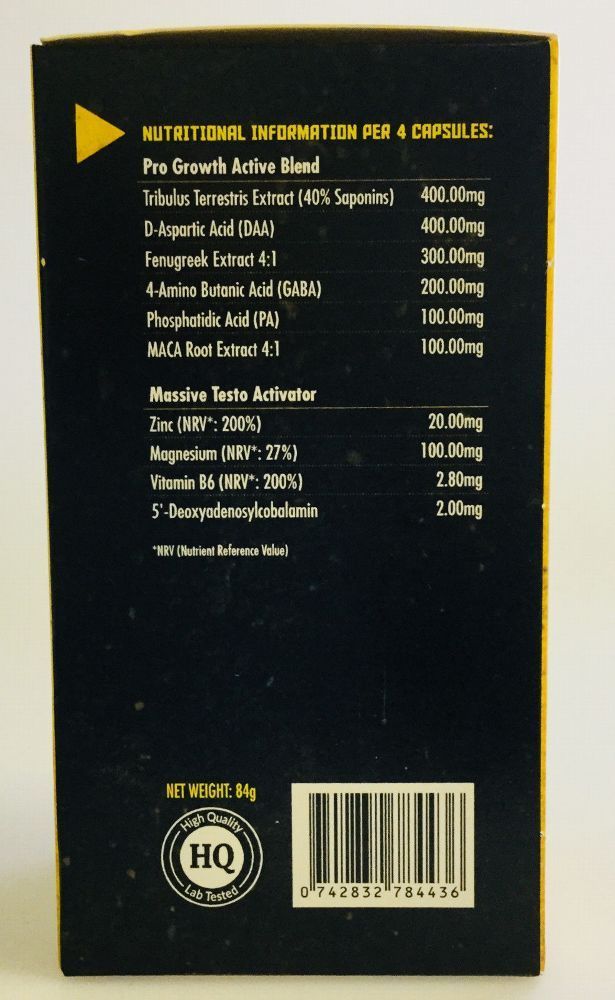 NUTRITIONAL INFORMATION PER 4 CAPSULES:
Pro Growth Active Blend
Tribulus Terrestris Extract (40% Saponins) 400.00mg
D-Aspartic Acid (DAA) 400.00mg
Fenugreek Extract 4:1 300.00mg
4-Amino Butanic Acid (GABA) 200.00mg
Phosphatidic Acid (PA) 100.00mg
MACA Root Extract 4:1 100.00mg
Massive Testo Activator
Zinc (NRV*: 200%) 20.00mg
Magnesium (NRV*: 27%) 100.00mg
Vitamin B6 (NRV*: 200%) 2.80mg
5'-Deoxyadenosylcobalamin 2.00mg
*NRV (Nutrient Reference Value)
NET WEIGHT: 84g
High Quality
HQ
Lab Tested
0 742832 784436